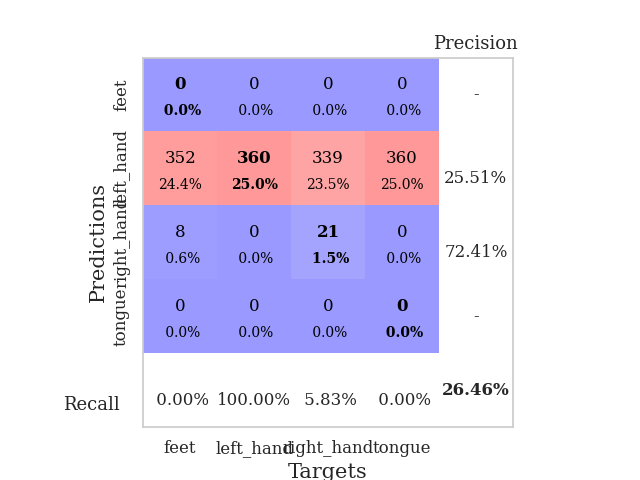 Precision
feet
0 0 0 0 -
0.0% 0.0% 0.0% 0.0%
left_hand
352 360 339 360 25.51%
24.4% 25.0% 23.5% 25.0%
right_hand
8 0 21 0 72.41%
0.6% 0.0% 1.5% 0.0%
tongue
0 0 0 0 -
0.0% 0.0% 0.0% 0.0%
Predictions
Recall 0.00% 100.00% 5.83% 0.00% 26.46%
feet left_hand right_hand tongue
Targets